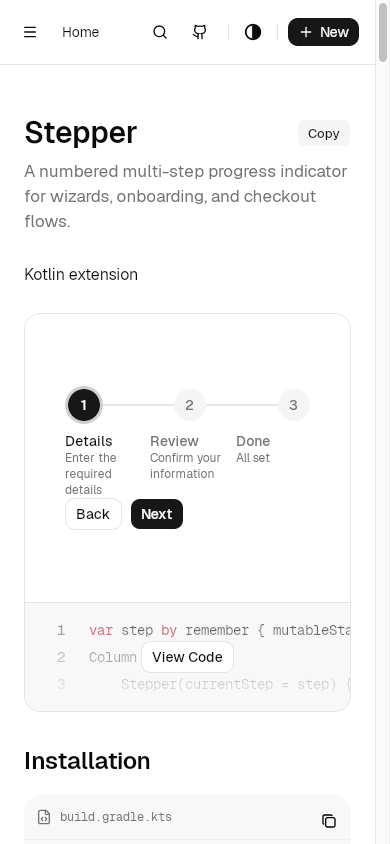 Home
New
Stepper
Copy
A numbered multi-step progress indicator
for wizards, onboarding, and checkout
flows.
Kotlin extension
1
2
3
Details
Review
Done
Enter the
required
details
Confirm your
information
All set
Back
Next
1 var step by remember { mutableSta
2 Column
View Code
3 Stepper(currentStep = step) {
Installation
build.gradle.kts